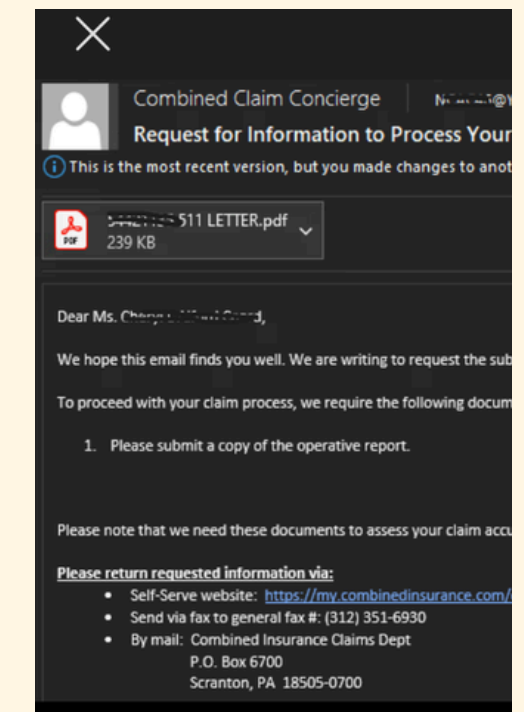 Combined Claim Concierge
Request for Information to Process Your
This is the most recent version, but you made changes to anot
PDF
511 LETTER.pdf
239 KB
Dear Ms.
We hope this email finds you well. We are writing to request the sub
To proceed with your claim process, we require the following docum
1. Please submit a copy of the operative report.
Please note that we need these documents to assess your claim accu
Please return requested information via:
• Self-Serve website: https://my.combinedinsurance.com/
• Send via fax to general fax #: (312) 351-6930
• By mail: Combined Insurance Claims Dept
P.O. Box 6700
Scranton, PA 18505-0700